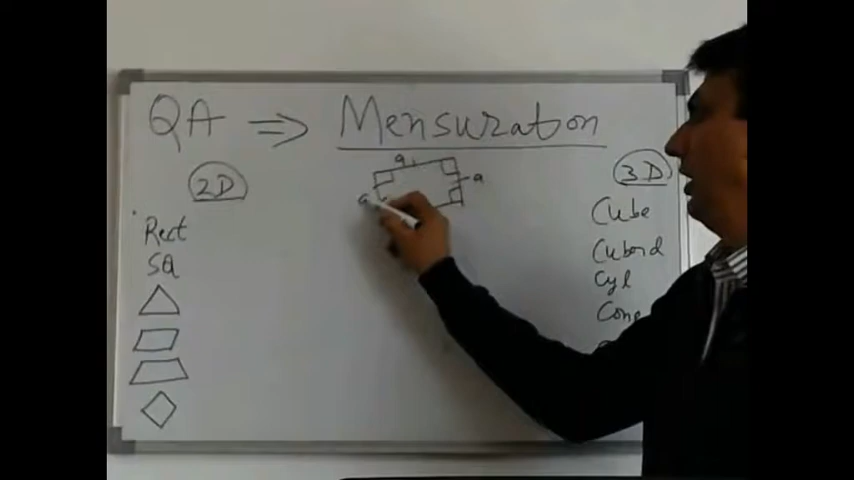 QA ⇒ Mensuration
2D
Rect
SQ
a
a
a
3D
Cube
Cuboid
Cyl
Cone